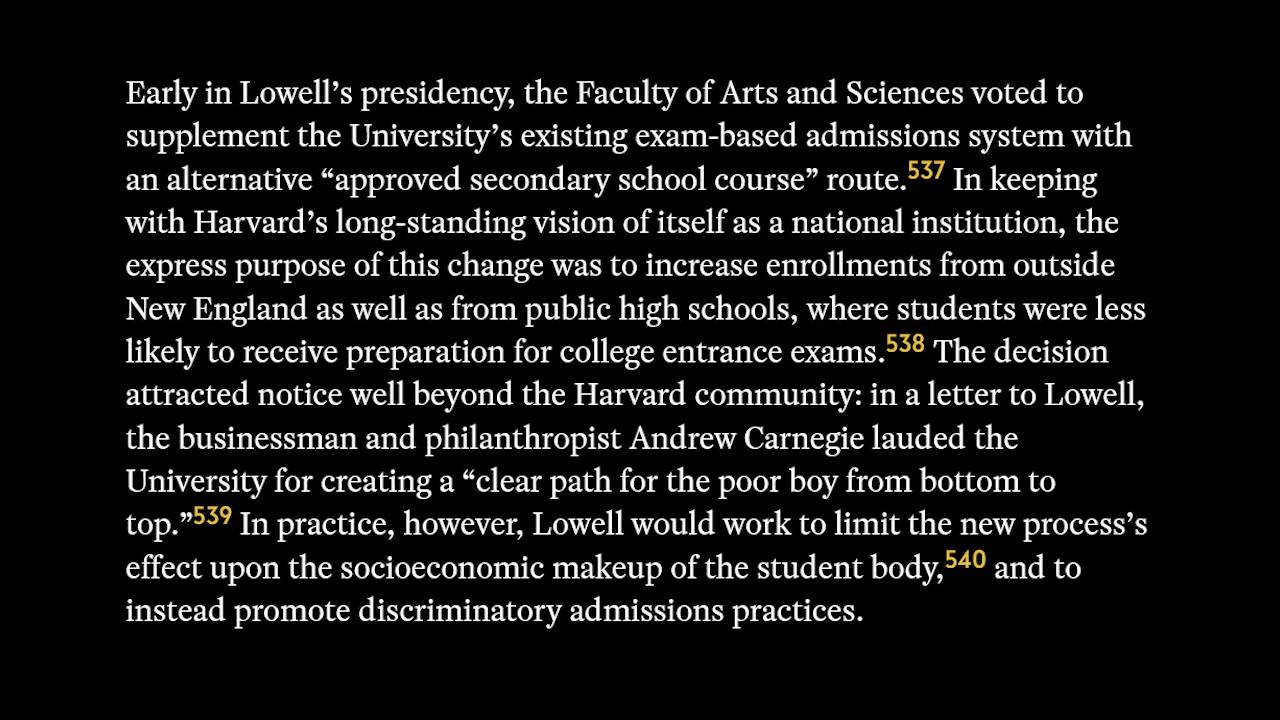 Early in Lowell’s presidency, the Faculty of Arts and Sciences voted to
supplement the University’s existing exam-based admissions system with
an alternative “approved secondary school course” route.537 In keeping
with Harvard’s long-standing vision of itself as a national institution, the
express purpose of this change was to increase enrollments from outside
New England as well as from public high schools, where students were less
likely to receive preparation for college entrance exams.538 The decision
attracted notice well beyond the Harvard community: in a letter to Lowell,
the businessman and philanthropist Andrew Carnegie lauded the
University for creating a “clear path for the poor boy from bottom to
top.”539 In practice, however, Lowell would work to limit the new process’s
effect upon the socioeconomic makeup of the student body,540 and to
instead promote discriminatory admissions practices.